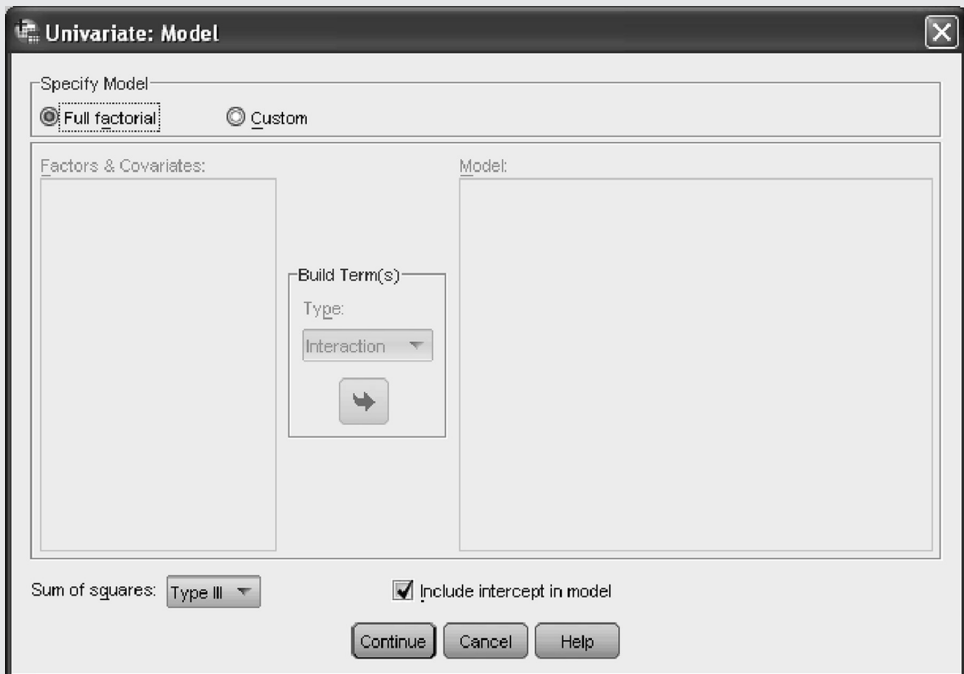 Univariate: Model
Specify Model
Full factorial Custom
Factors & Covariates: Model:
Build Term(s)
Type:
Interaction
Sum of squares: Type III Include intercept in model
Continue Cancel Help